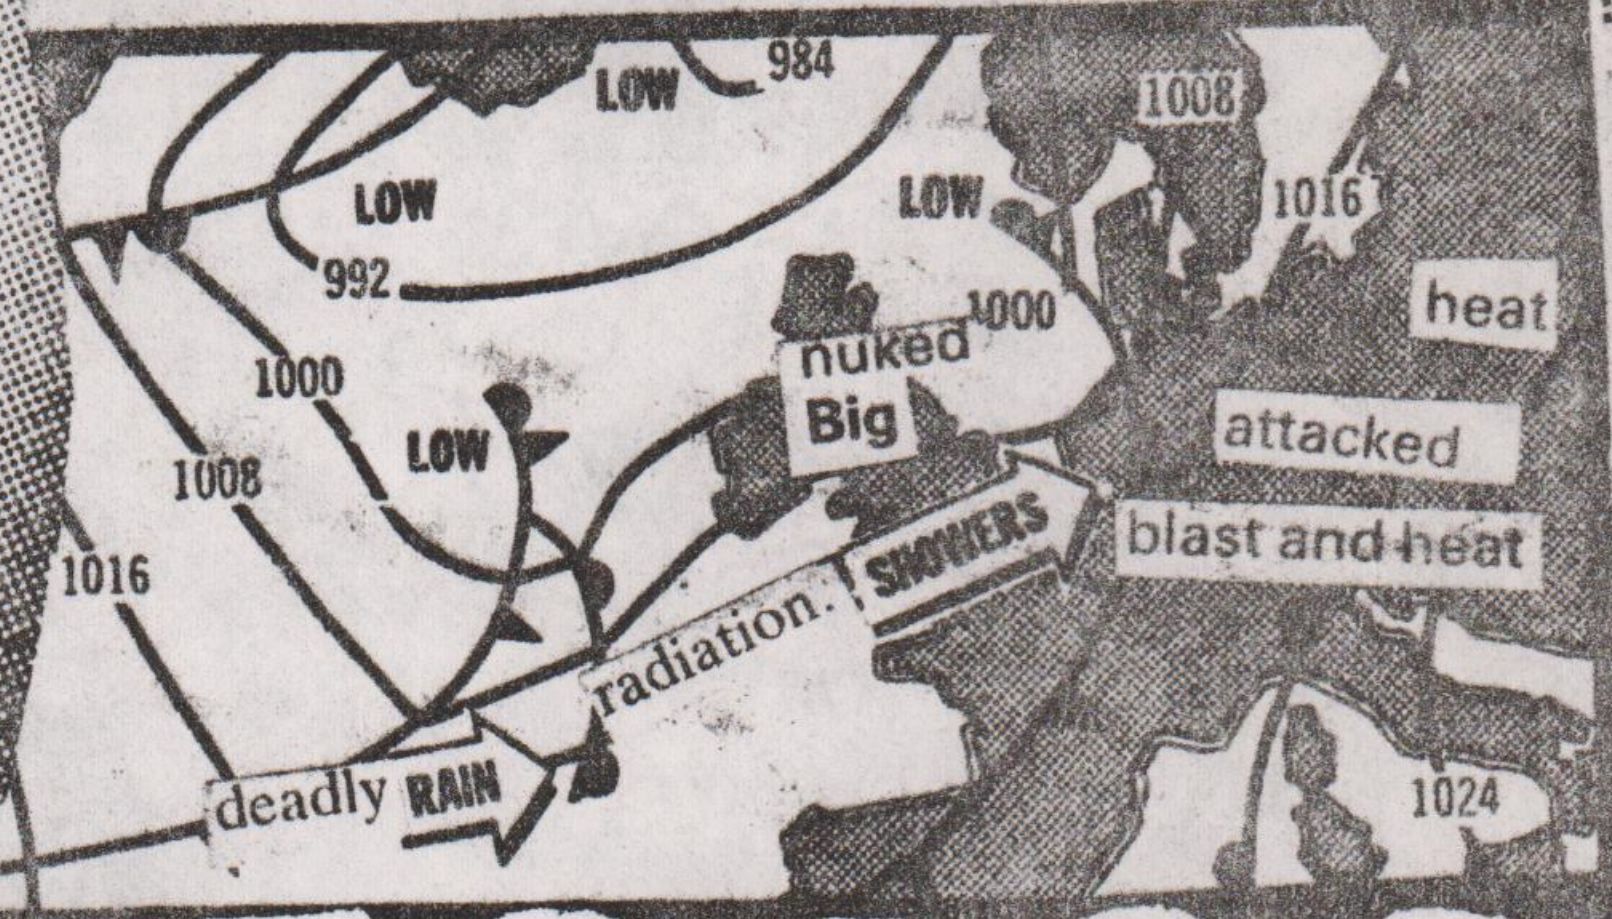 984
LOW
1008
LOW
LOW
1016
992
1000
heat
nuked
1000
Big
attacked
LOW
1008
SHOWERS
blast and heat
1016
radiation.
deadly RAIN
1024